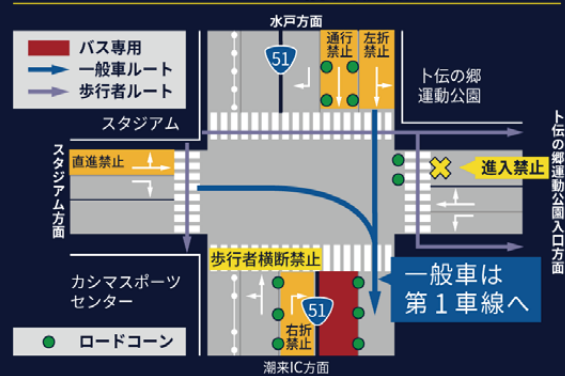 水戸方面
バス専用
一般車ルート
歩行者ルート
51
通行
禁止
左折
禁止
卜伝の郷
運動公園
スタジアム
直進禁止
スタジアム方面
進入禁止
卜伝の郷運動公園入口方面
歩行者横断禁止
カシマスポーツ
センター
一般車は
第1車線へ
右折
禁止
51
ロードコーン
潮来IC方面